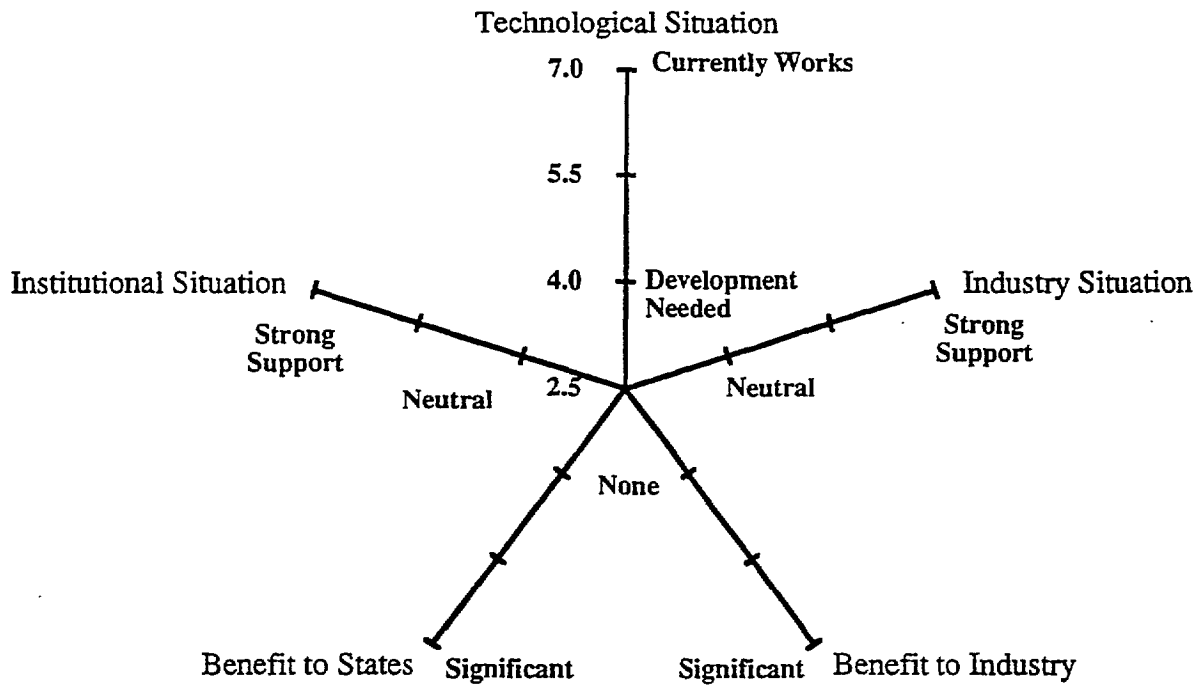 Technological Situation
7.0 Currently Works
5.5
4.0 Development
Needed
Institutional Situation
Industry Situation
Strong
Support
Strong
Support
2.5
Neutral
Neutral
None
Benefit to States
Significant
Significant
Benefit to Industry